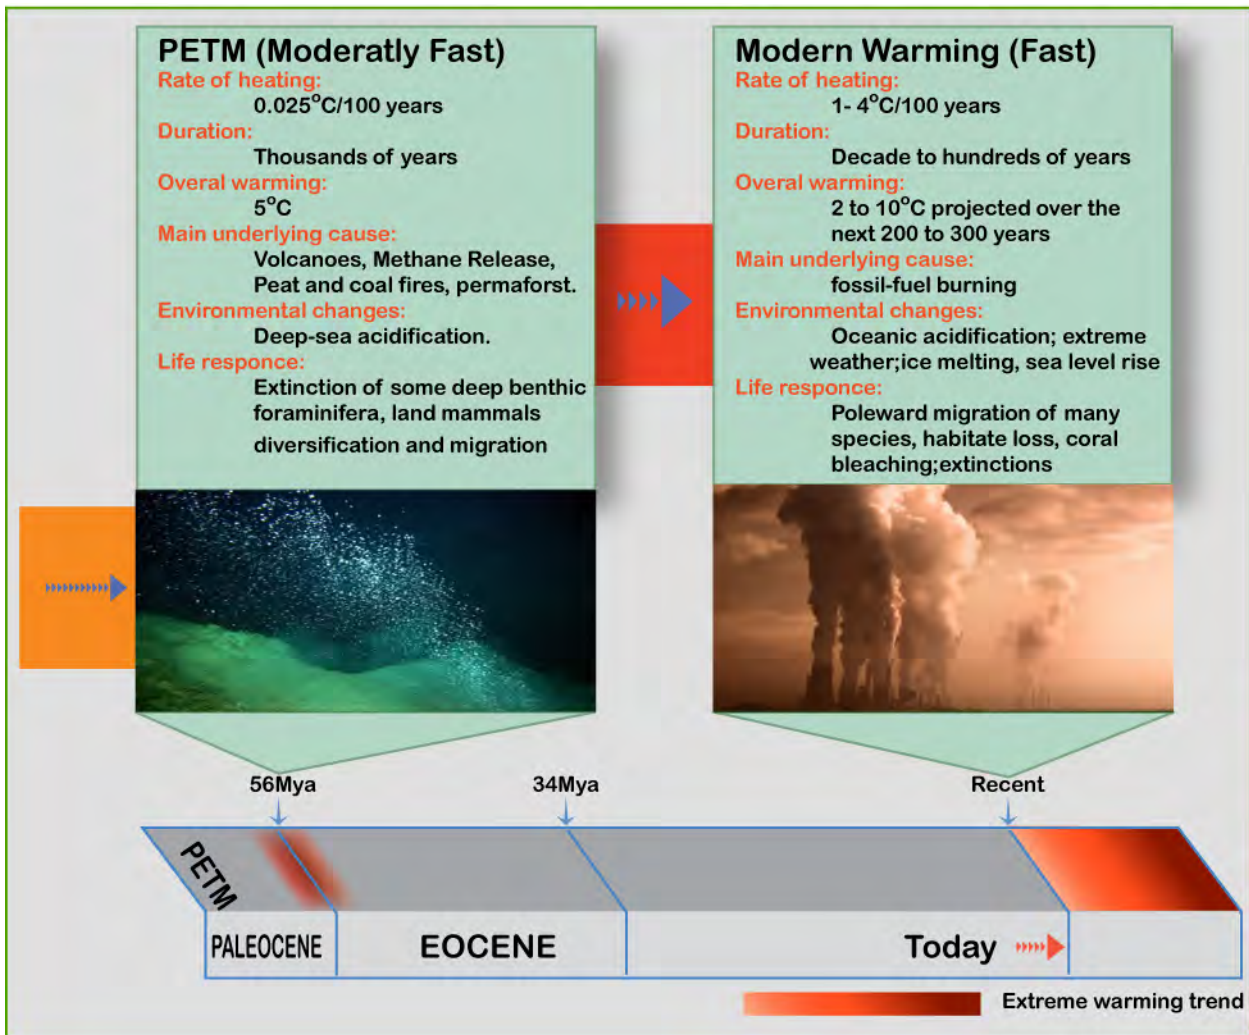 PETM (Moderatly Fast)
Rate of heating:
0.025°C/100 years
Duration:
Thousands of years
Overal warming:
5°C
Main underlying cause:
Volcanoes, Methane Release,
Peat and coal fires, permaforst.
Environmental changes:
Deep-sea acidification.
Life responce:
Extinction of some deep benthic
foraminifera, land mammals
diversification and migration
Modern Warming (Fast)
Rate of heating:
1- 4°C/100 years
Duration:
Decade to hundreds of years
Overal warming:
2 to 10°C projected over the
next 200 to 300 years
Main underlying cause:
fossil-fuel burning
Environmental changes:
Oceanic acidification; extreme
weather;ice melting, sea level rise
Life responce:
Poleward migration of many
species, habitate loss, coral
bleaching;extinctions
56Mya
34Mya
Recent
PETM
PALEOCENE
EOCENE
Today
Extreme warming trend